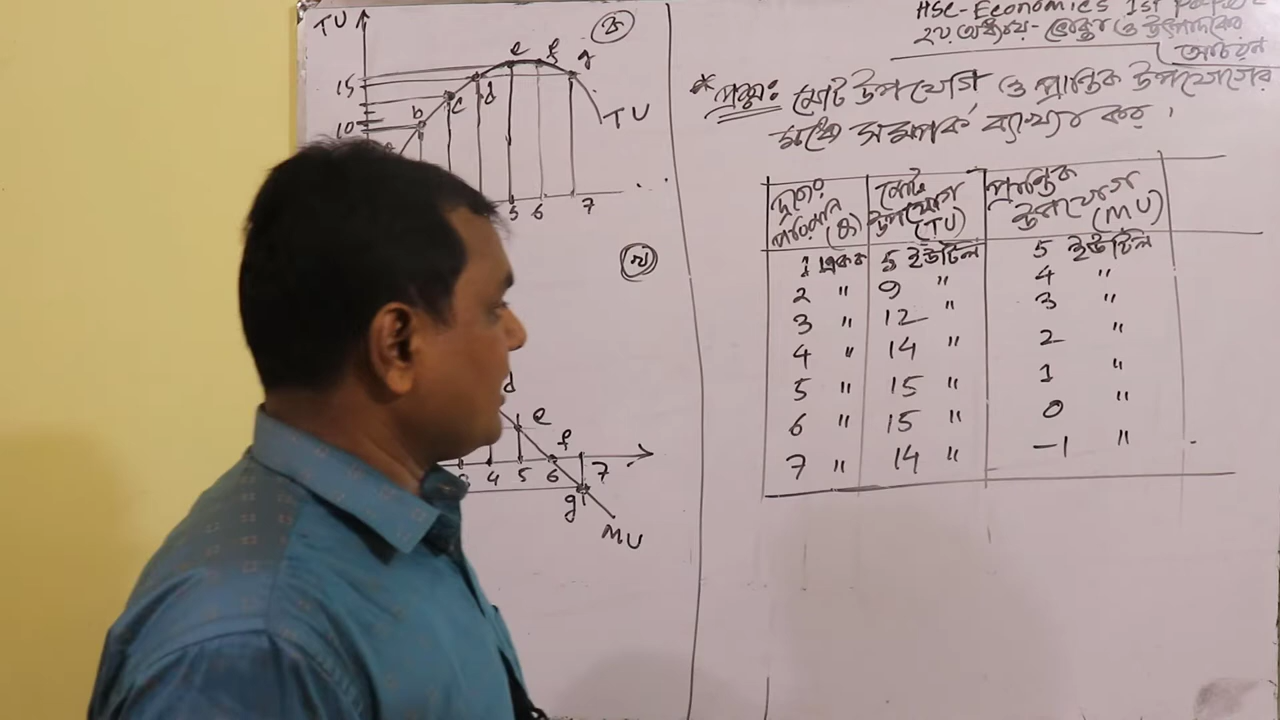 TU
ক
15
10
b
c
d
e
f
g
TU
5 6 7
খ
d
e
f
4 5 6 7
g
MU
HSC-Economics 1st Paper
২য় অধ্যায়- ভোক্তা ও উৎপাদকের
আচরন
* প্রশ্ন: মোট উপযোগ ও প্রান্তিক উপযোগের
মধ্যে সম্পর্ক ব্যাখ্যা কর।
দ্রব্যের পরিমান (Q) মোট উপযোগ (TU) প্রান্তিক উপযোগ (MU)
1 একক 5 ইউটিল 5 ইউটিল
2 " 9 " 4 "
3 " 12 " 3 "
4 " 14 " 2 "
5 " 15 " 1 "
6 " 15 " 0 "
7 " 14 " -1 "